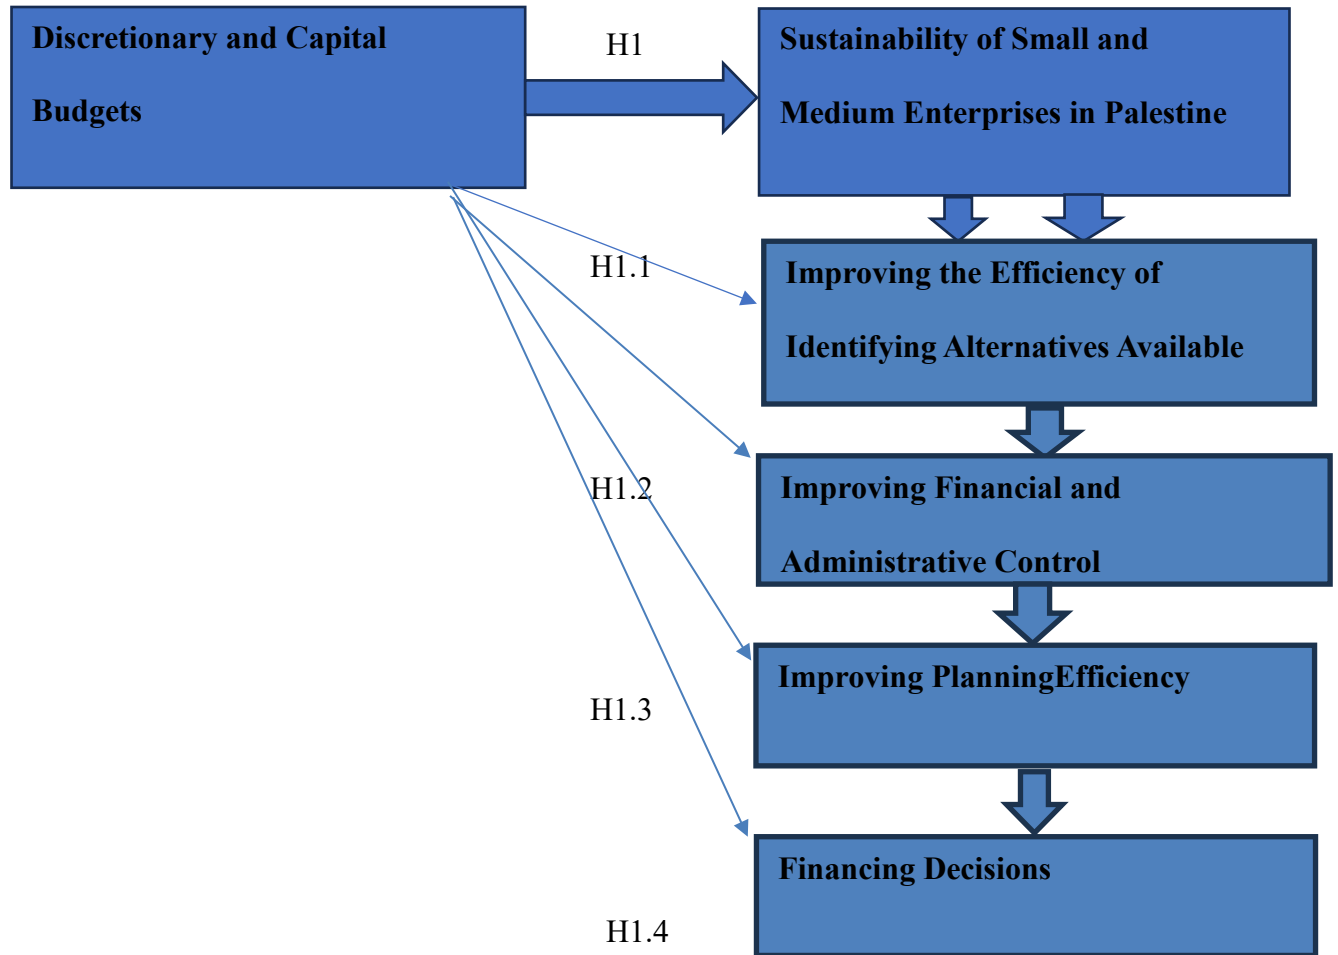 Discretionary and Capital
Budgets
H1
Sustainability of Small and
Medium Enterprises in Palestine
H1.1
Improving the Efficiency of
Identifying Alternatives Available
H1.2
Improving Financial and
Administrative Control
H1.3
Improving PlanningEfficiency
Financing Decisions
H1.4